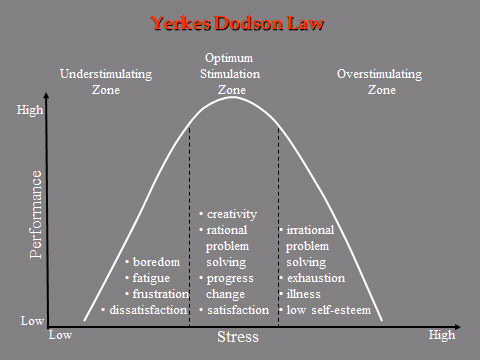 Yerkes Dodson Law
Understimulating
Zone
Optimum
Stimulation
Zone
Overstimulating
Zone
High
Performance
Low
• boredom
• fatigue
• frustration
• dissatisfaction
• creativity
• rational
problem
solving
• progress
change
• satisfaction
• irrational
problem
solving
• exhaustion
• illness
• low self-esteem
Low
Stress
High